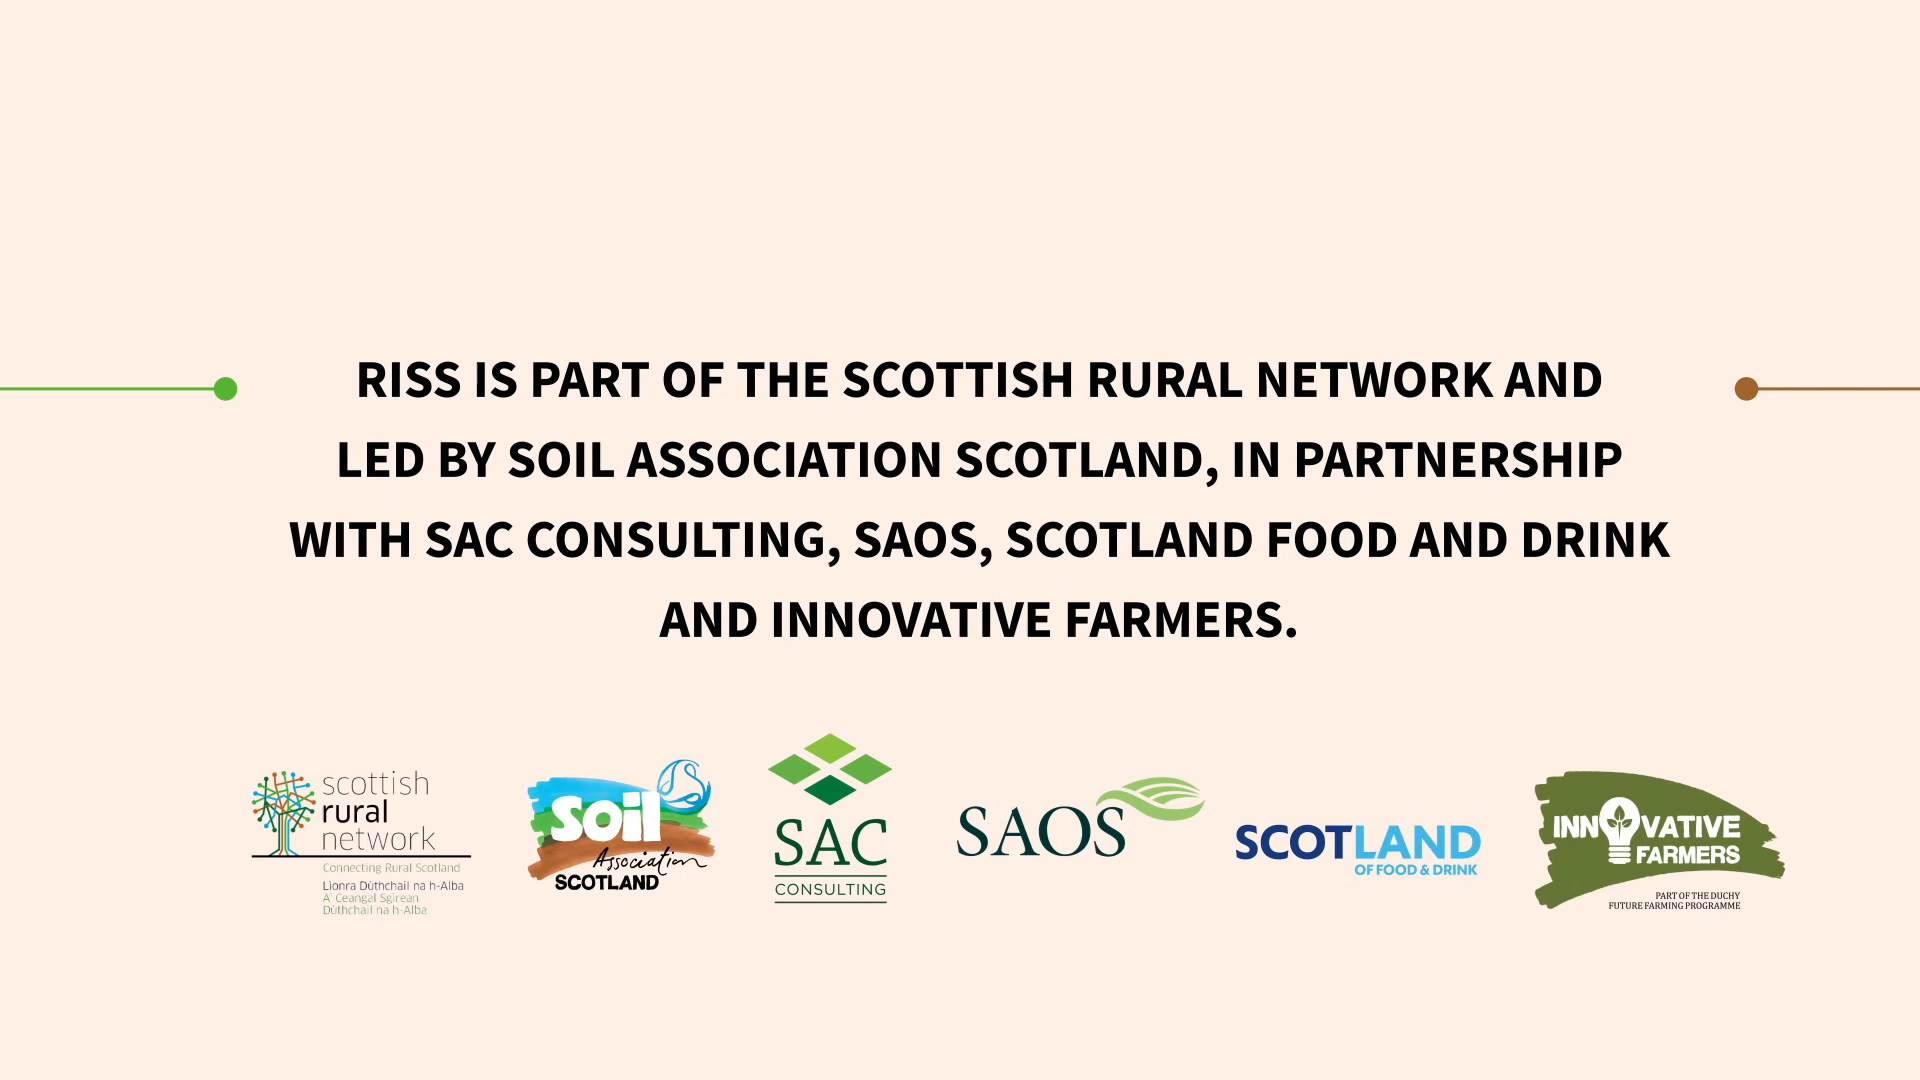 RISS IS PART OF THE SCOTTISH RURAL NETWORK AND
LED BY SOIL ASSOCIATION SCOTLAND, IN PARTNERSHIP
WITH SAC CONSULTING, SAOS, SCOTLAND FOOD AND DRINK
AND INNOVATIVE FARMERS.
scottish
rural
network
Connecting Rural Scotland
Lìonra Dùthchail na h-Alba
A' Ceangal Sgìrean
Dùthchail na h-Alba
Soil
Association
SCOTLAND
SAC
CONSULTING
SAOS
SCOTLAND
OF FOOD & DRINK
INNOVATIVE
FARMERS
PART OF THE DUCHY
FUTURE FARMING PROGRAMME